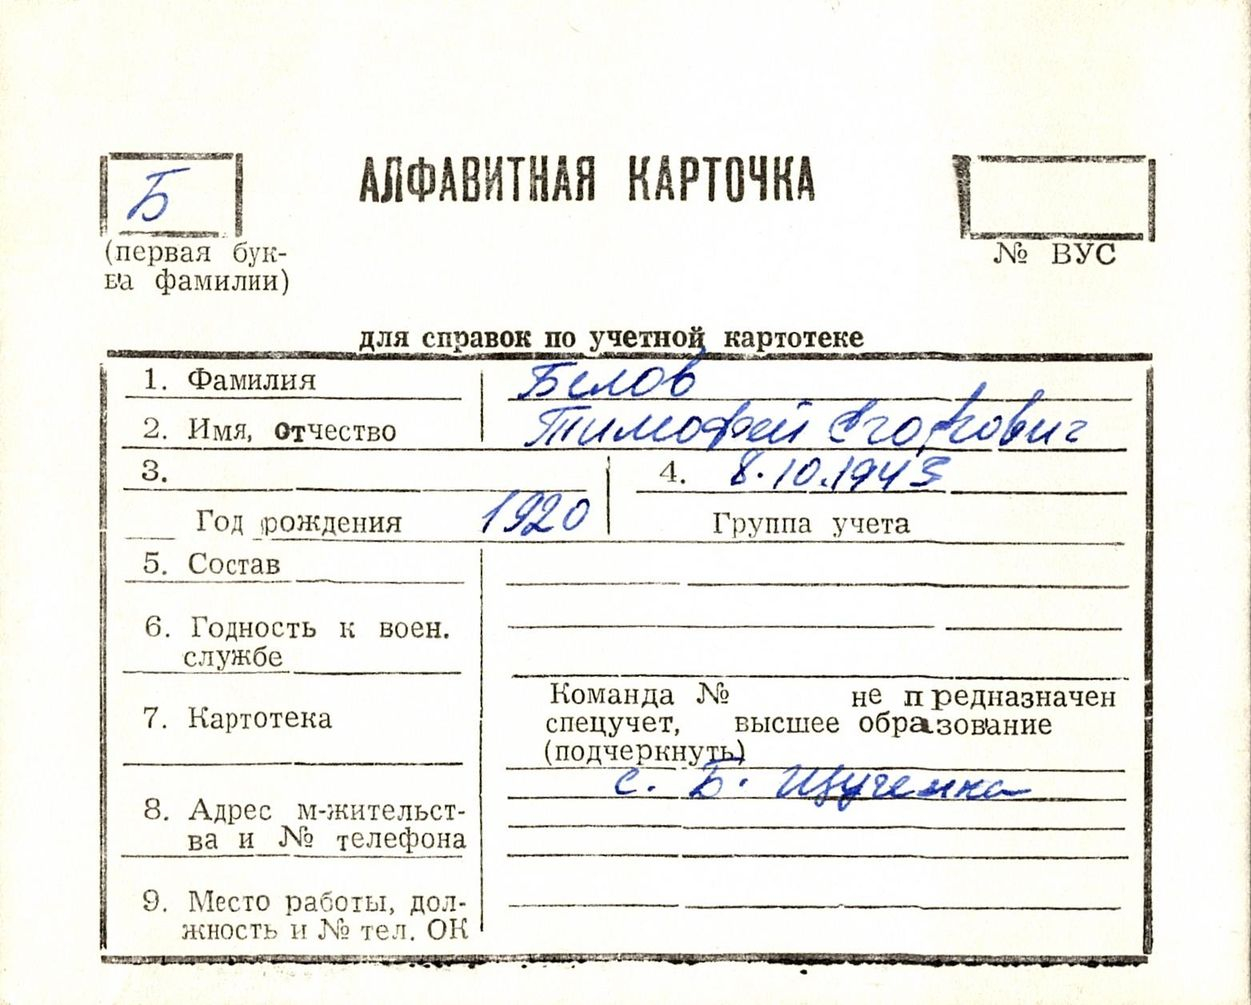 АЛФАВИТНАЯ КАРТОЧКА
Б
(первая бук-
ва фамилии)
№ ВУС
для справок по учетной картотеке
1. Фамилия Белов
2. Имя, отчество Тимофей Егорович
3.
4. 8.10.1943
Год рождения 1920
Группа учета
5. Состав
6. Годность к воен.
службе
7. Картотека
Команда № не предназначен
спецучет, высшее образование
(подчеркнуть)
с. Б. Щученка
8. Адрес м-жительст-
ва и № телефона
9. Место работы, дол-
жность и № тел. ОК